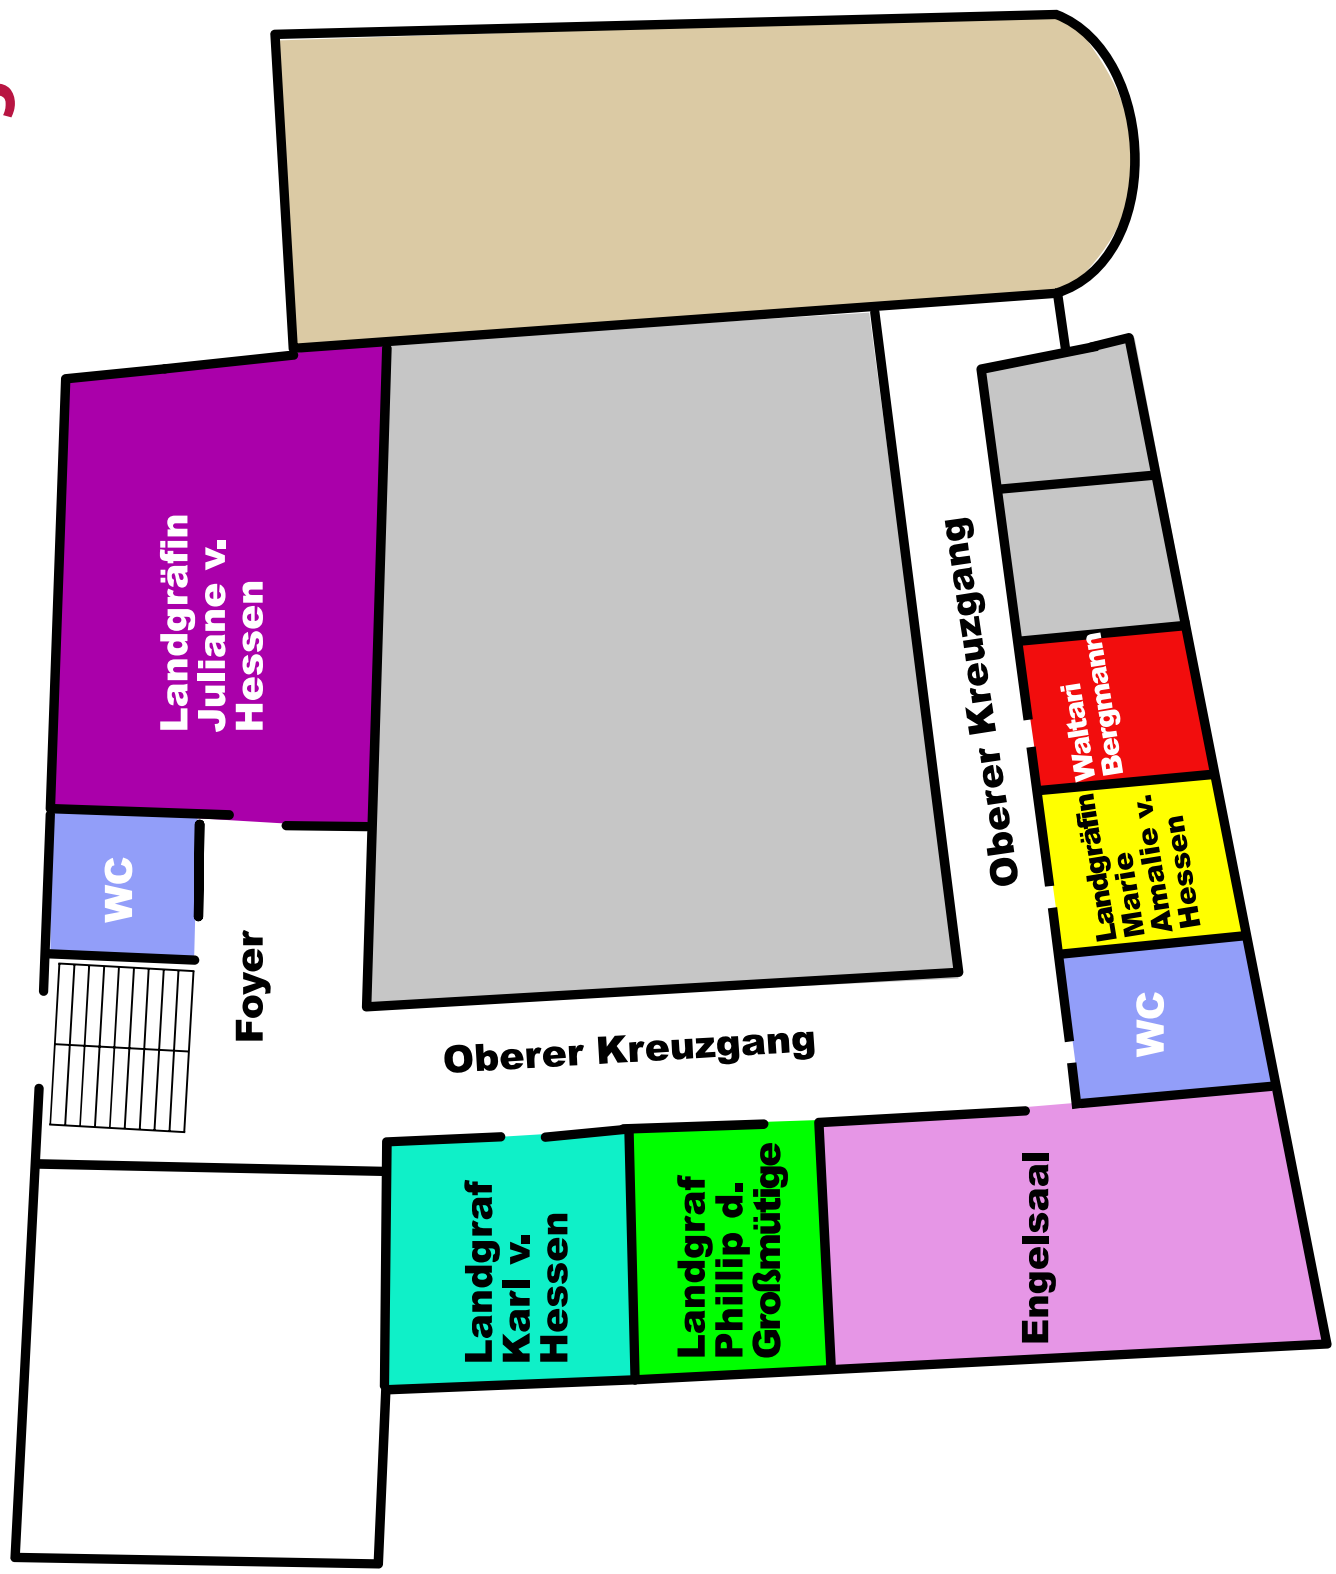 Landgräfin
Juliane v.
Hessen
WC
Foyer
Oberer Kreuzgang
Oberer Kreuzgang
Waltari
Bergmann
Landgräfin
Marie
Amalie v.
Hessen
WC
Landgraf
Karl v.
Hessen
Landgraf
Phillip d.
Großmütige
Engelsaal